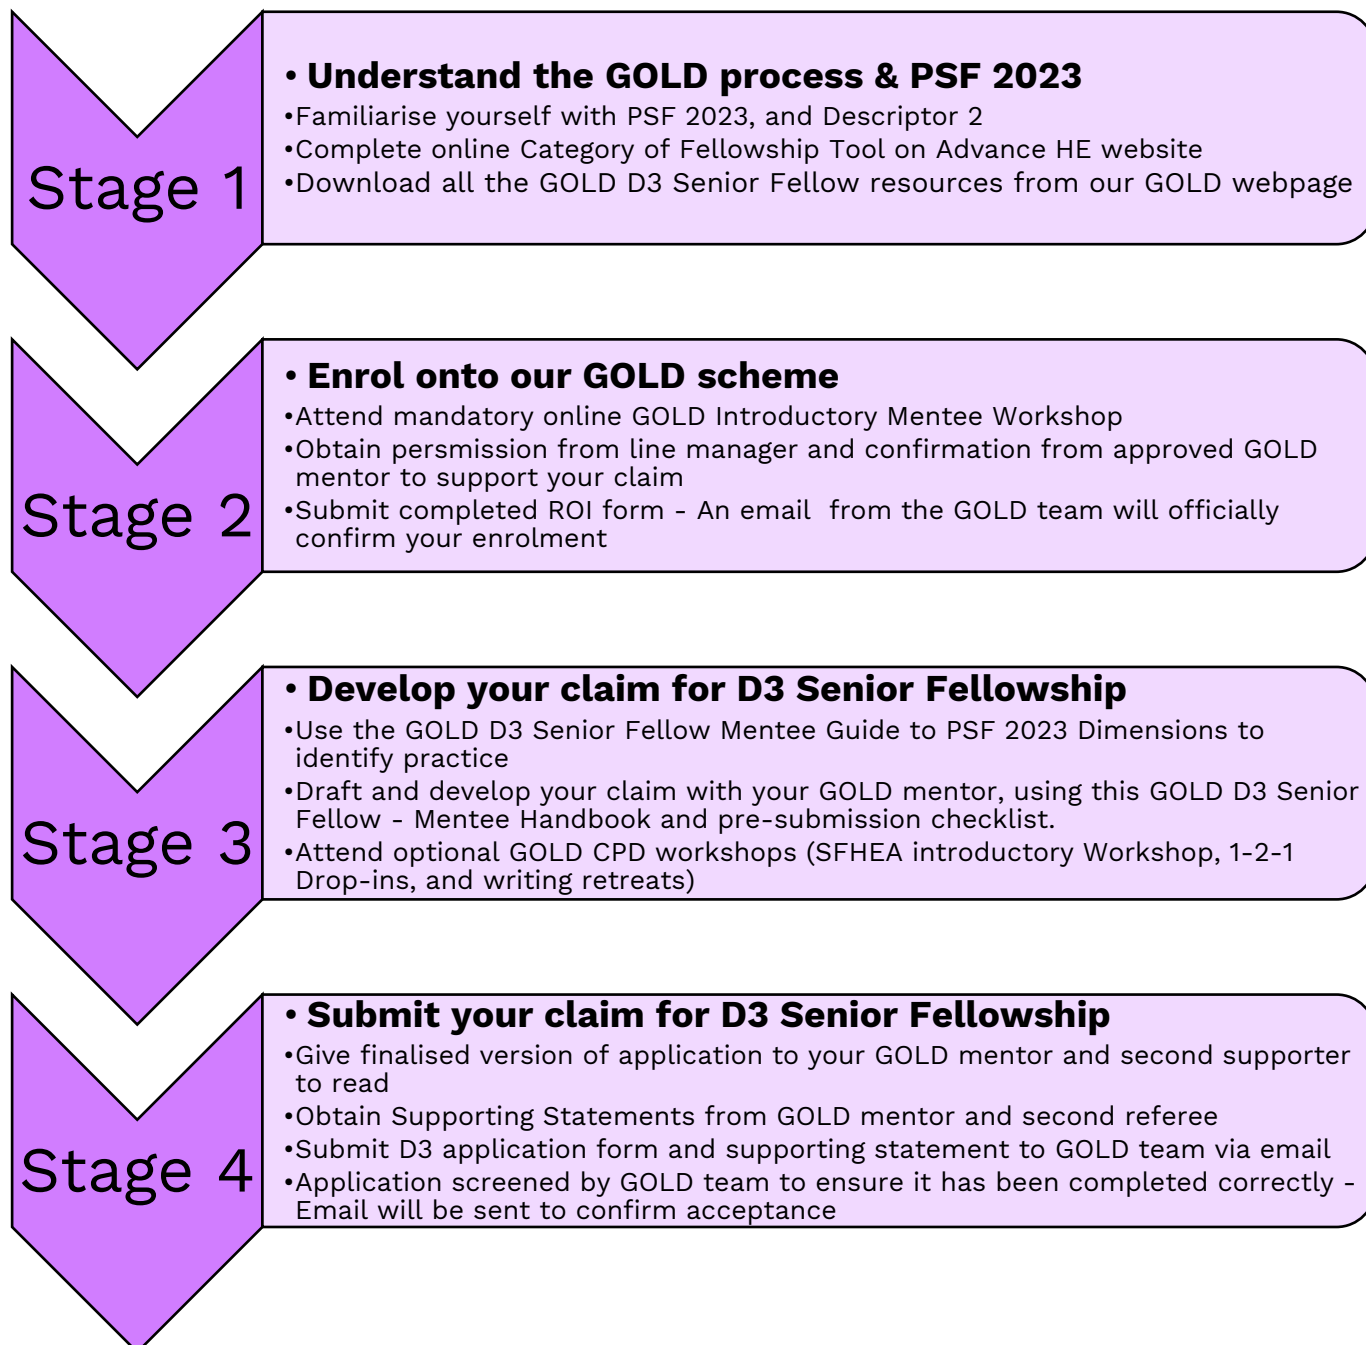 Stage 1
• Understand the GOLD process & PSF 2023
•Familiarise yourself with PSF 2023, and Descriptor 2
•Complete online Category of Fellowship Tool on Advance HE website
•Download all the GOLD D3 Senior Fellow resources from our GOLD webpage
Stage 2
• Enrol onto our GOLD scheme
•Attend mandatory online GOLD Introductory Mentee Workshop
•Obtain persmission from line manager and confirmation from approved GOLD
mentor to support your claim
•Submit completed ROI form - An email  from the GOLD team will officially
confirm your enrolment
Stage 3
• Develop your claim for D3 Senior Fellowship
•Use the GOLD D3 Senior Fellow Mentee Guide to PSF 2023 Dimensions to
identify practice
•Draft and develop your claim with your GOLD mentor, using this GOLD D3 Senior
Fellow - Mentee Handbook and pre-submission checklist.
•Attend optional GOLD CPD workshops (SFHEA introductory Workshop, 1-2-1
Drop-ins, and writing retreats)
Stage 4
• Submit your claim for D3 Senior Fellowship
•Give finalised version of application to your GOLD mentor and second supporter
to read
•Obtain Supporting Statements from GOLD mentor and second referee
•Submit D3 application form and supporting statement to GOLD team via email
•Application screened by GOLD team to ensure it has been completed correctly -
Email will be sent to confirm acceptance